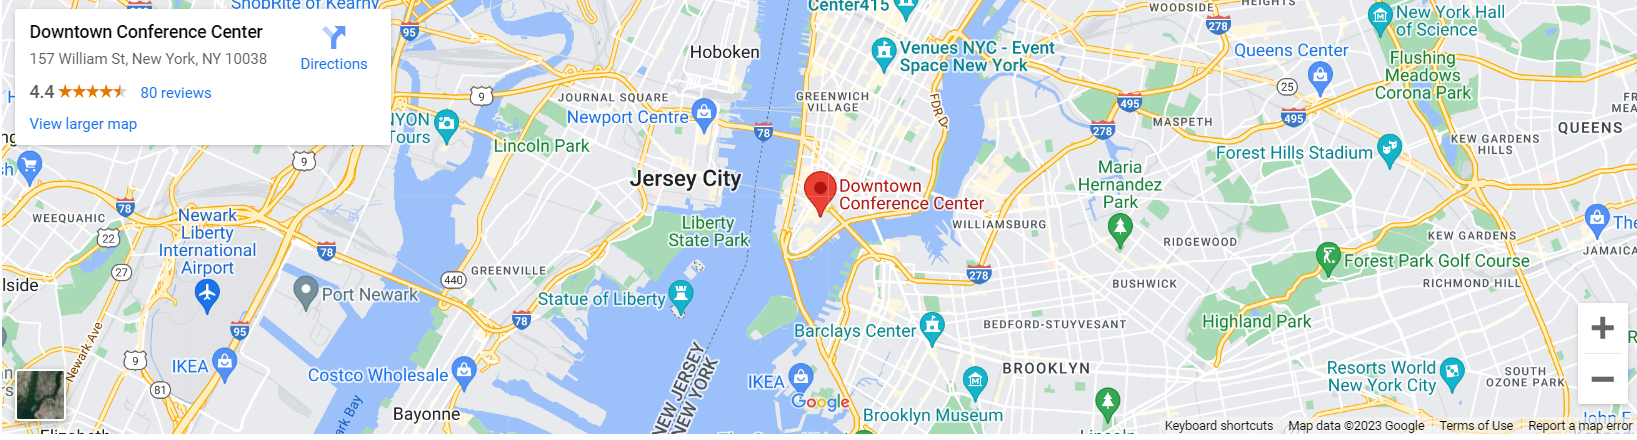 ShopRite of Kearny
Center415
WOODSIDE
HEIGHTS
Downtown Conference Center
157 William St, New York, NY 10038
4.4
80 reviews
View larger map
Directions
95
Hoboken
Venues NYC - Event
Space New York
278
New York Hall
of Science
Queens Center
Flushing
Meadows
Corona Park
25
9
JOURNAL SQUARE
Newport Centre
GREENWICH
VILLAGE
FDR Dr
495
495
278
MASPETH
KEW GARDENS
HILLS
QUEENS
Tours
Lincoln Park
78
9
Forest Hills Stadium
Maria
Hernandez
Park
Jersey City
Downtown
Conference Center
78
WEEQUAHIC
Newark
Liberty
International
Airport
22
27
78
Liberty
State Park
WILLIAMSBURG
RIDGEWOOD
KEW GARDENS
JAMAICA
GREENVILLE
440
278
Forest Park Golf Course
BUSHWICK
RICHMOND HILL
Port Newark
Statue of Liberty
78
95
Barclays Center
BEDFORD-STUYVESANT
Highland Park
Newark Ave
9
IKEA
81
Costco Wholesale
NEW JERSEY
NEW YORK
IKEA
BROOKLYN
Resorts World
New York City
SOUTH
OZONE PARK
Google
Brooklyn Museum
Bayonne
Newark Bay
Keyboard shortcuts
Map data ©2023 Google
Terms of Use
Report a map error